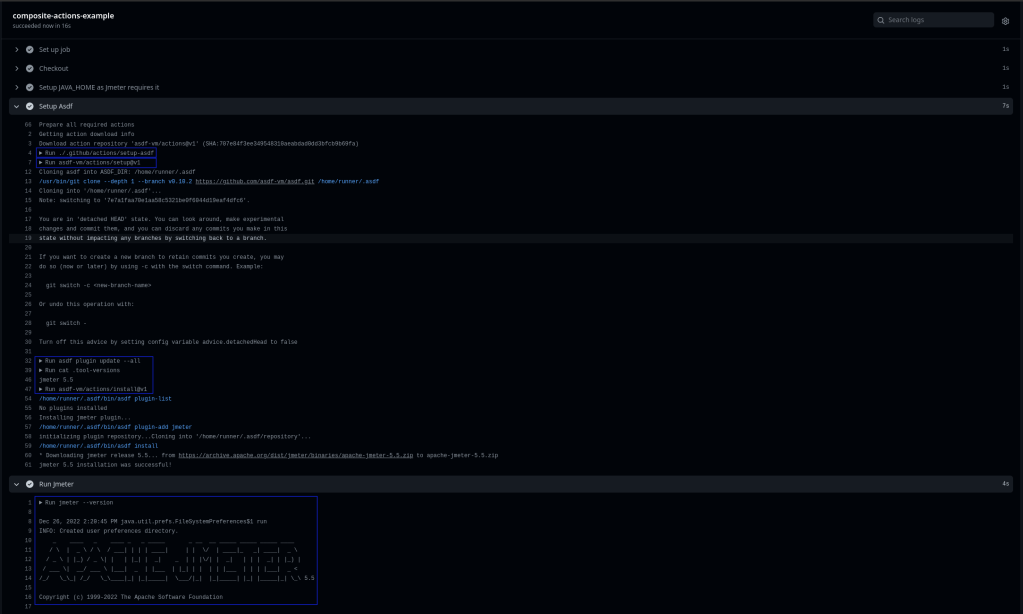 composite-actions-example
succeeded now in 16s
Search logs
Set up job 1s
Checkout 1s
Setup JAVA_HOME as Jmeter requires it 1s
Setup Asdf 7s
Prepare all required actions
2 Getting action download info
3 Download action repository 'asdf-vm/actions@v1'
4 Run ./.github/actions/setup-asdf
7 Run asdf-vm/actions/setup@v1
12 Cloning asdf into ASDF_DIR: /home/runner/.asdf
13 /usr/bin/git clone --depth 1 --branch v0.10.2 https://github.com/asdf-vm/asdf.git /home/runner/.asdf
14 Cloning into '/home/runner/.asdf'...
15 Note: switching to
16
17 You are in 'detached HEAD' state. You can look around, make experimental
18 changes and commit them, and you can discard any commits you make in this
19 state without impacting any branches by switching back to a branch.
20
21 If you want to create a new branch to retain commits you create, you may
22 do so (now or later) by using -c with the switch command. Example:
23
24 git switch -c <new-branch-name>
25
26 Or undo this operation with:
27
28 git switch -
29
30 Turn off this advice by setting config variable advice.detachedHead to false
31
32 Run asdf plugin update --all
39 Run cat .tool-versions
46 jmeter 5.5
47 Run asdf-vm/actions/install@v1
54 /home/runner/.asdf/bin/asdf plugin-list
55 No plugins installed
56 Installing jmeter plugin...
57 /home/runner/.asdf/bin/asdf plugin-add jmeter
58 initializing plugin repository...Cloning into '/home/runner/.asdf/repository'...
59 /home/runner/.asdf/bin/asdf install
60 * Downloading jmeter release 5.5... from https://archive.apache.org/dist/jmeter/binaries/apache-jmeter-5.5.zip to apache-jmeter-5.5.zip
61 jmeter 5.5 installation was successful!
Run Jmeter 4s
1 Run jmeter --version
8
8 Dec 26, 2022 2:20:45 PM java.util.prefs.FileSystemPreferences$1 run
9 INFO: Created user preferences directory.
10
11
12
13
14 5.5
15
16 Copyright (c) 1999-2022 The Apache Software Foundation
17